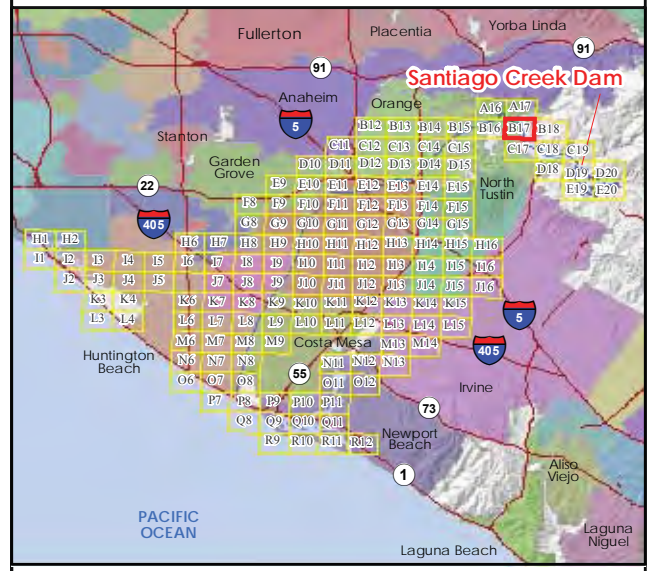 Fullerton
Placentia
Yorba Linda
91
91
Santiago Creek Dam
Anaheim
Orange
A16 A17
5
B12 B13 B14 B15 B16 B17 B18
Stanton
C11 C12 C13 C14 C15 C17 C18 C19
Garden
Grove
D10 D11 D12 D13 D14 D15 D18 D19 D20
22
E9 E10 E11 E12 E13 E14 E15 E19 E20
North
Tustin
F8 F9 F10 F11 F12 F13 F14 F15
405
G8 G9 G10 G11 G12 G13 G14 G15
H1 H2 H6 H7 H8 H9 H10 H11 H12 H13 H14 H15 H16
I1 I2 I3 I4 I5 I6 I7 I8 I9 I10 I11 I12 I13 I14 I15 I16
J2 J3 J4 J5 J7 J8 J9 J10 J11 J12 J13 J14 J15 J16
K3 K4 K6 K7 K8 K9 K10 K11 K12 K13 K14 K15
5
L3 L4 L6 L7 L8 L9 L10 L11 L12 L13 L14 L15
M6 M7 M8 M9 Costa Mesa M13 M14
405
Huntington
Beach
N6 N7 N8 N11 N12 N13
55
O6 O7 O8 O11 O12
Irvine
P7 P8 P9 P10 P11
73
Q8 Q9 Q10 Q11
Newport
Beach
R9 R10 R11 R12
1
Aliso
Viejo
PACIFIC
OCEAN
Laguna
Niguel
Laguna Beach